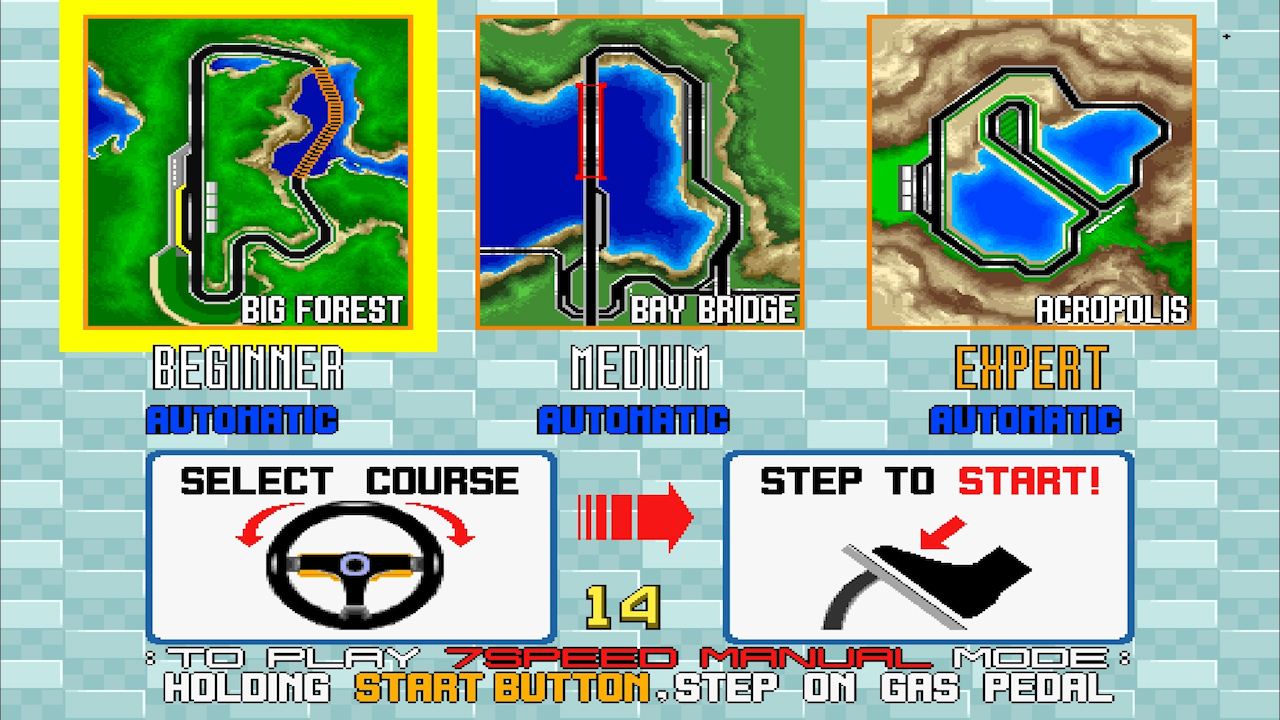 BIG FOREST
BAY BRIDGE
ACROPOLIS
BEGINNER
MEDIUM
EXPERT
AUTOMATIC
AUTOMATIC
AUTOMATIC
SELECT COURSE
STEP TO START!
14
:TO PLAY 7SPEED MANUAL MODE:
HOLDING START BUTTON,STEP ON GAS PEDAL